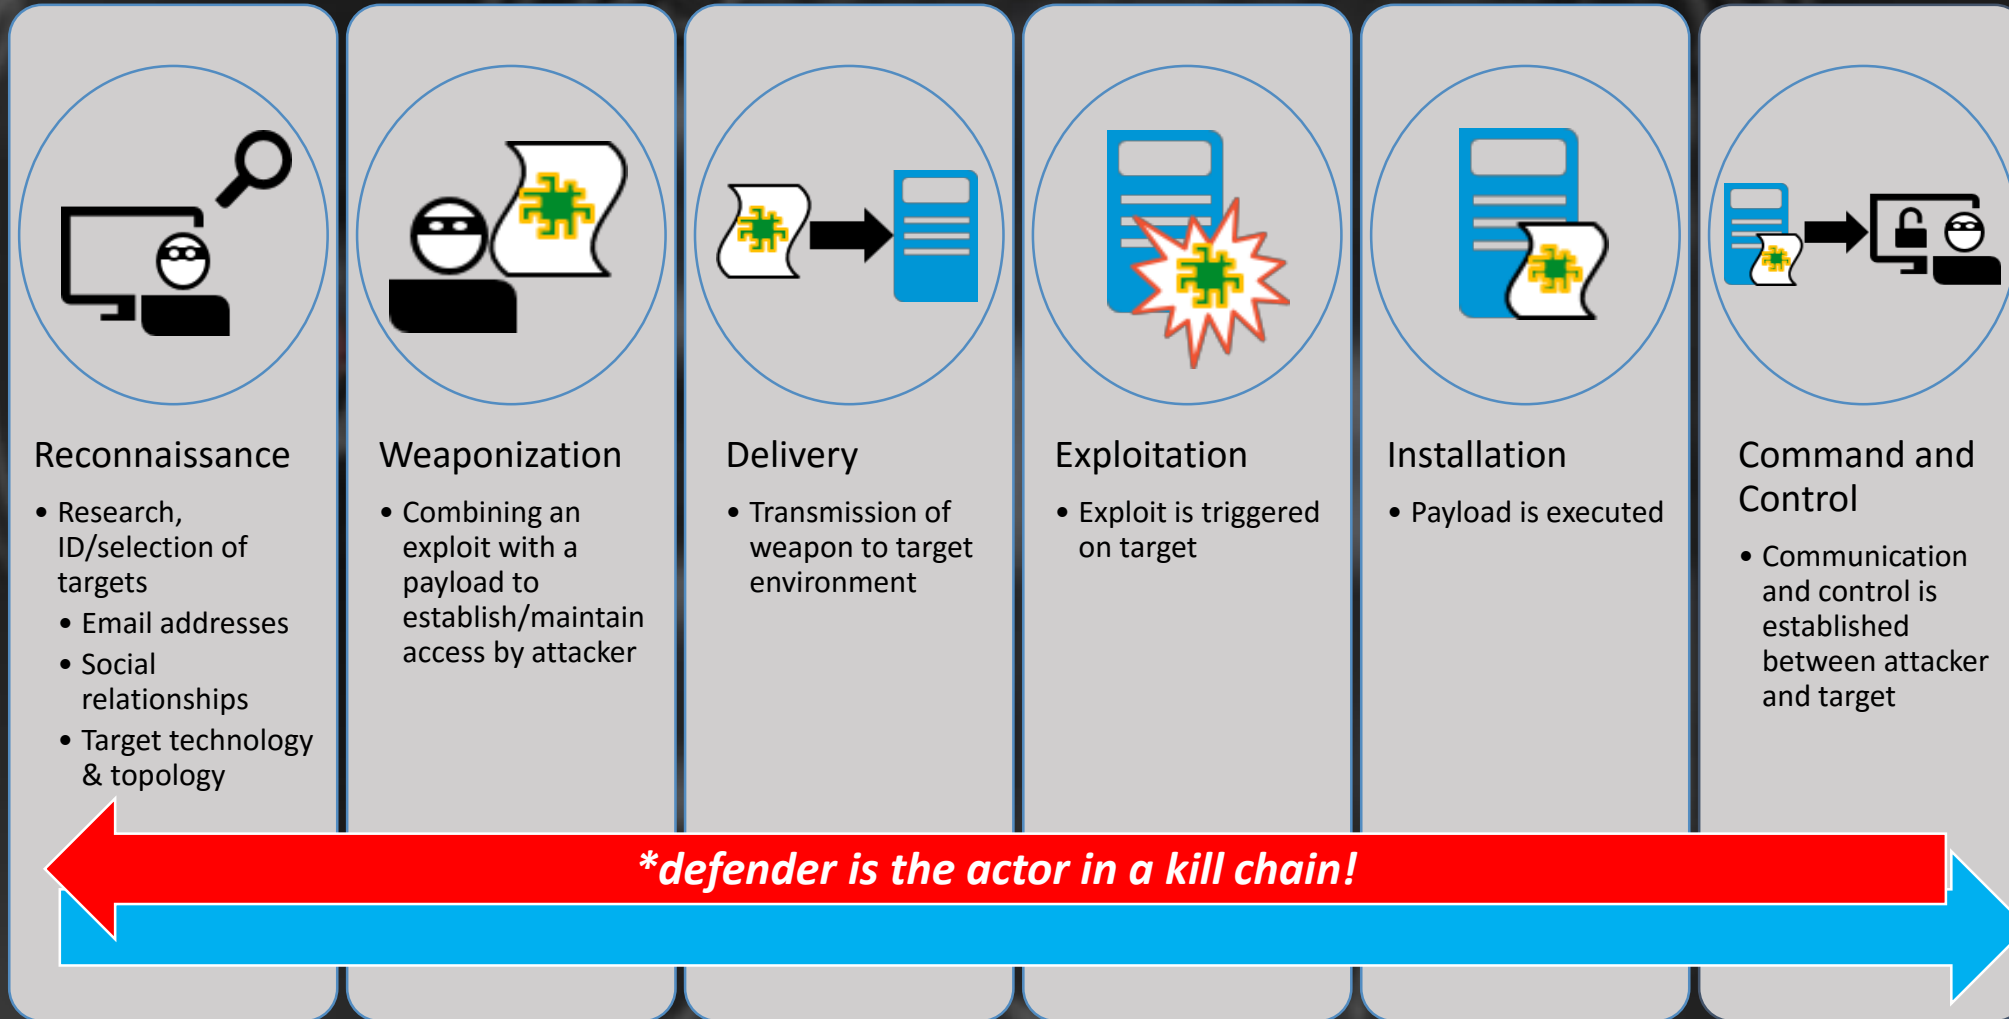 Reconnaissance
• Research,
ID/selection of
targets
• Email addresses
• Social
relationships
• Target technology
& topology
Weaponization
• Combining an
exploit with a
payload to
establish/maintain
access by attacker
Delivery
• Transmission of
weapon to target
environment
Exploitation
• Exploit is triggered
on target
Installation
• Payload is executed
Command and
Control
• Communication
and control is
established
between attacker
and target
*defender is the actor in a kill chain!